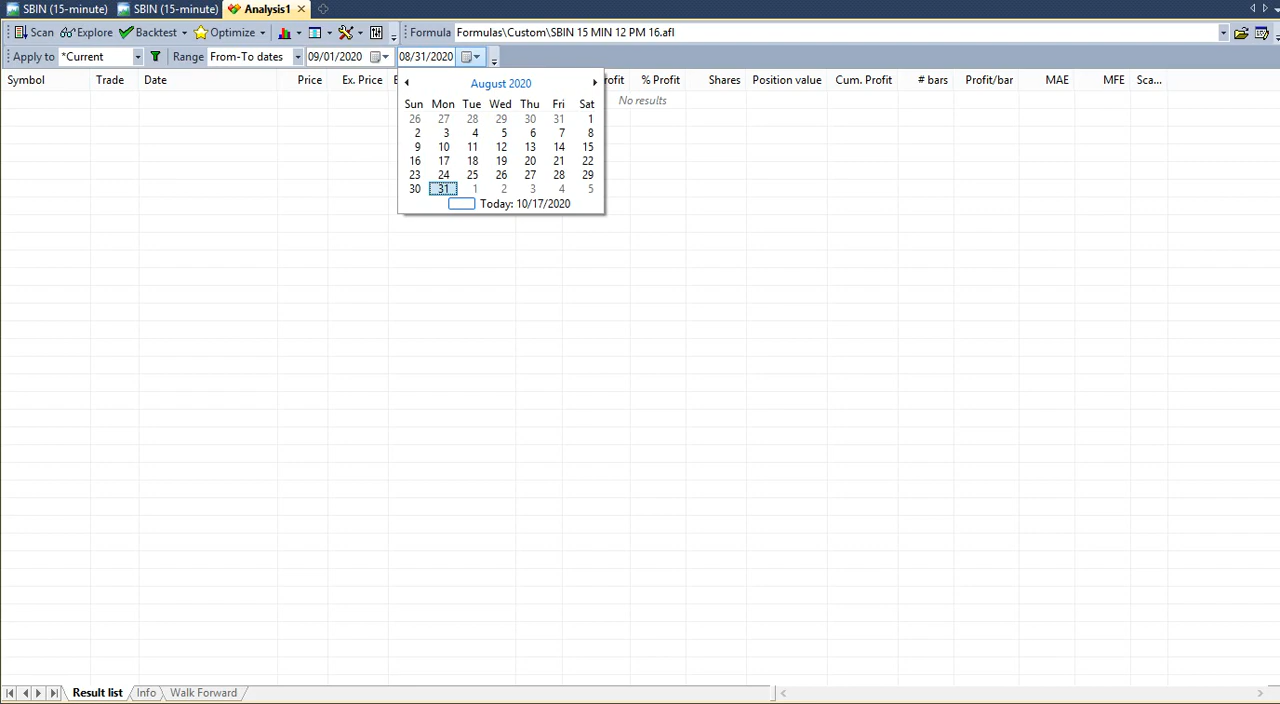 SBIN (15-minute) SBIN (15-minute) Analysis1
Scan Explore Backtest Optimize Formula Formulas\Custom\SBIN 15 MIN 12 PM 16.afl
Apply to *Current Range From-To dates 09/01/2020 08/31/2020
Symbol Trade Date Price Ex. Price % Profit Shares Position value Cum. Profit # bars Profit/bar MAE MFE Sca...
No results
August 2020
Sun Mon Tue Wed Thu Fri Sat
26 27 28 29 30 31 1
2 3 4 5 6 7 8
9 10 11 12 13 14 15
16 17 18 19 20 21 22
23 24 25 26 27 28 29
30 31 1 2 3 4 5
Today: 10/17/2020
Result list Info Walk Forward